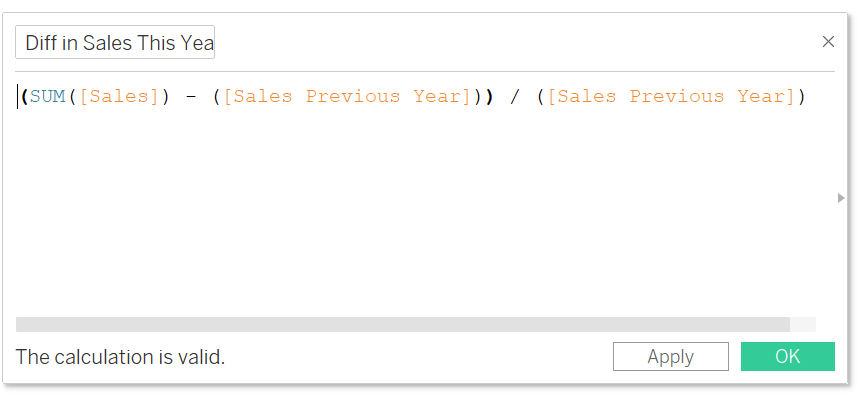 Diff in Sales This Yea
(SUM([Sales]) - ([Sales Previous Year])) / ([Sales Previous Year])
The calculation is valid.
Apply
OK